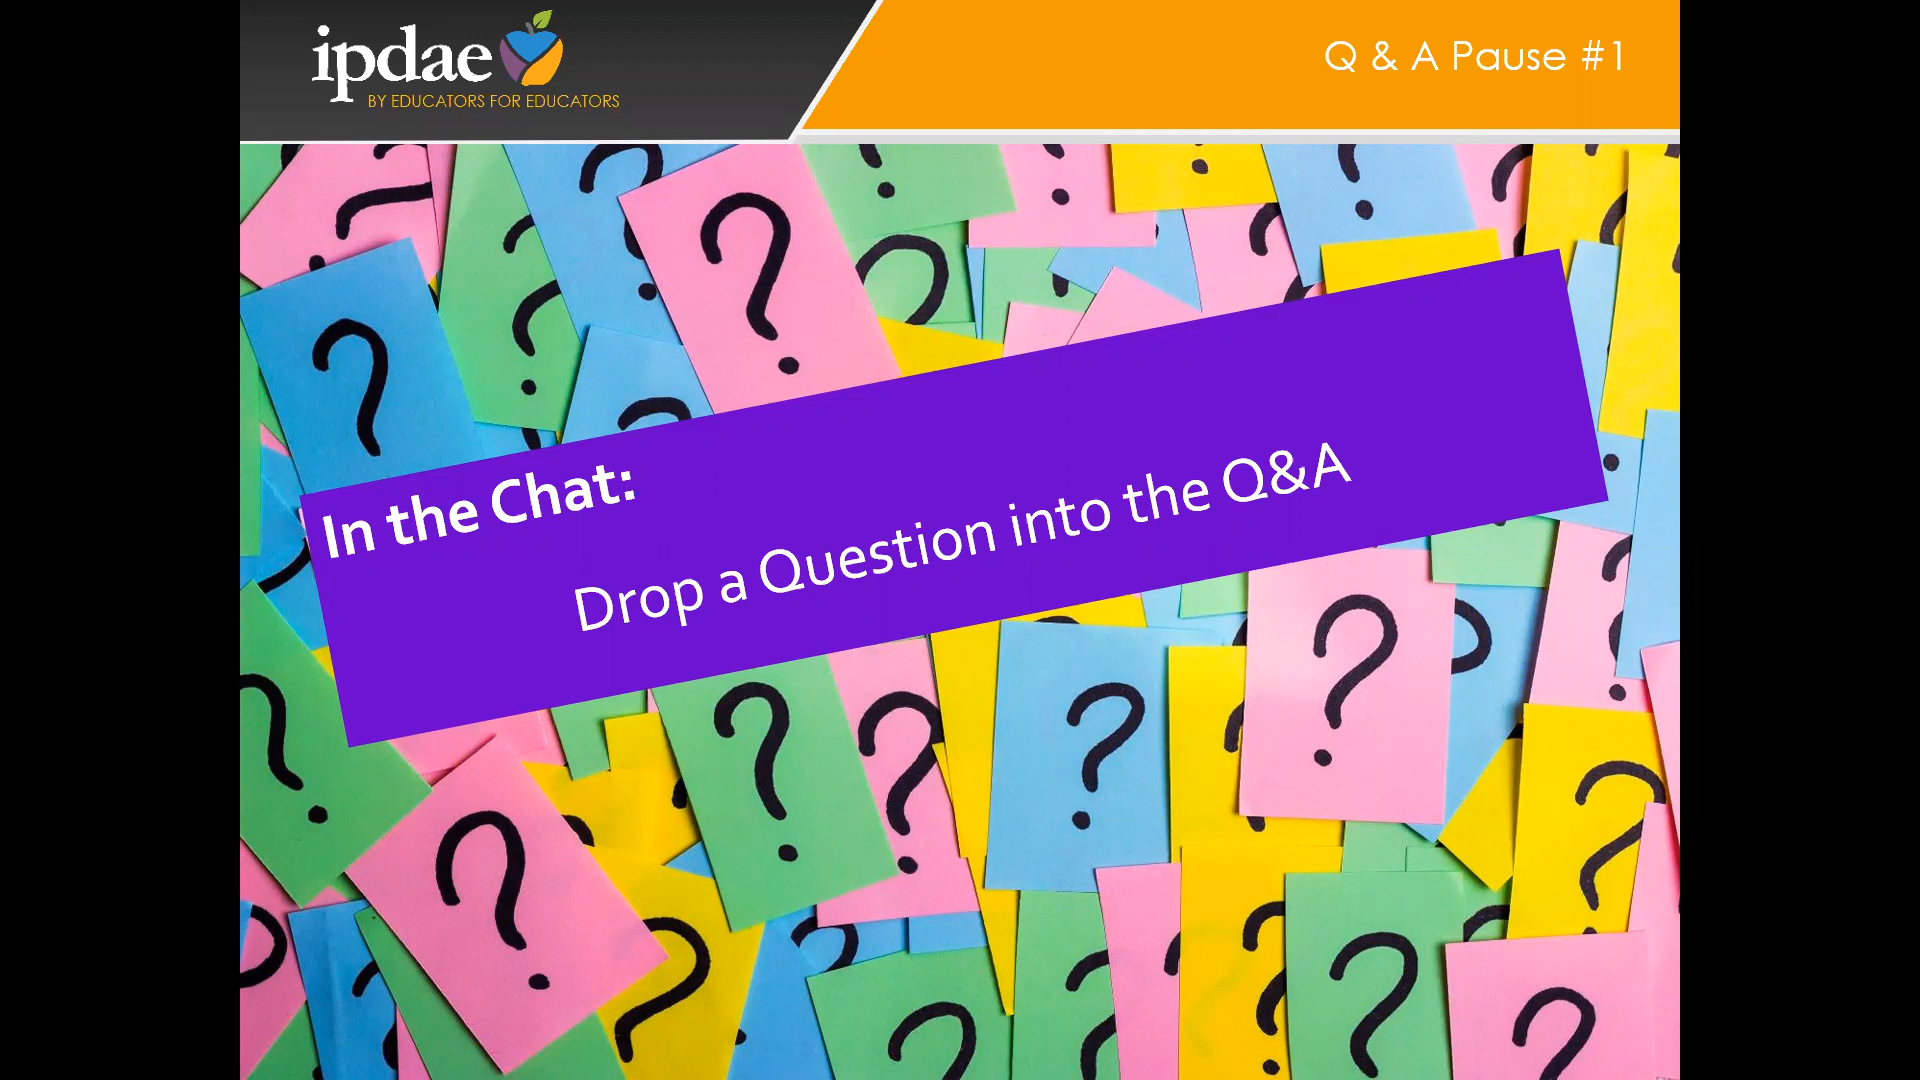 ipdae
BY EDUCATORS FOR EDUCATORS
Q & A Pause #1
In the Chat:
Drop a Question into the Q&A